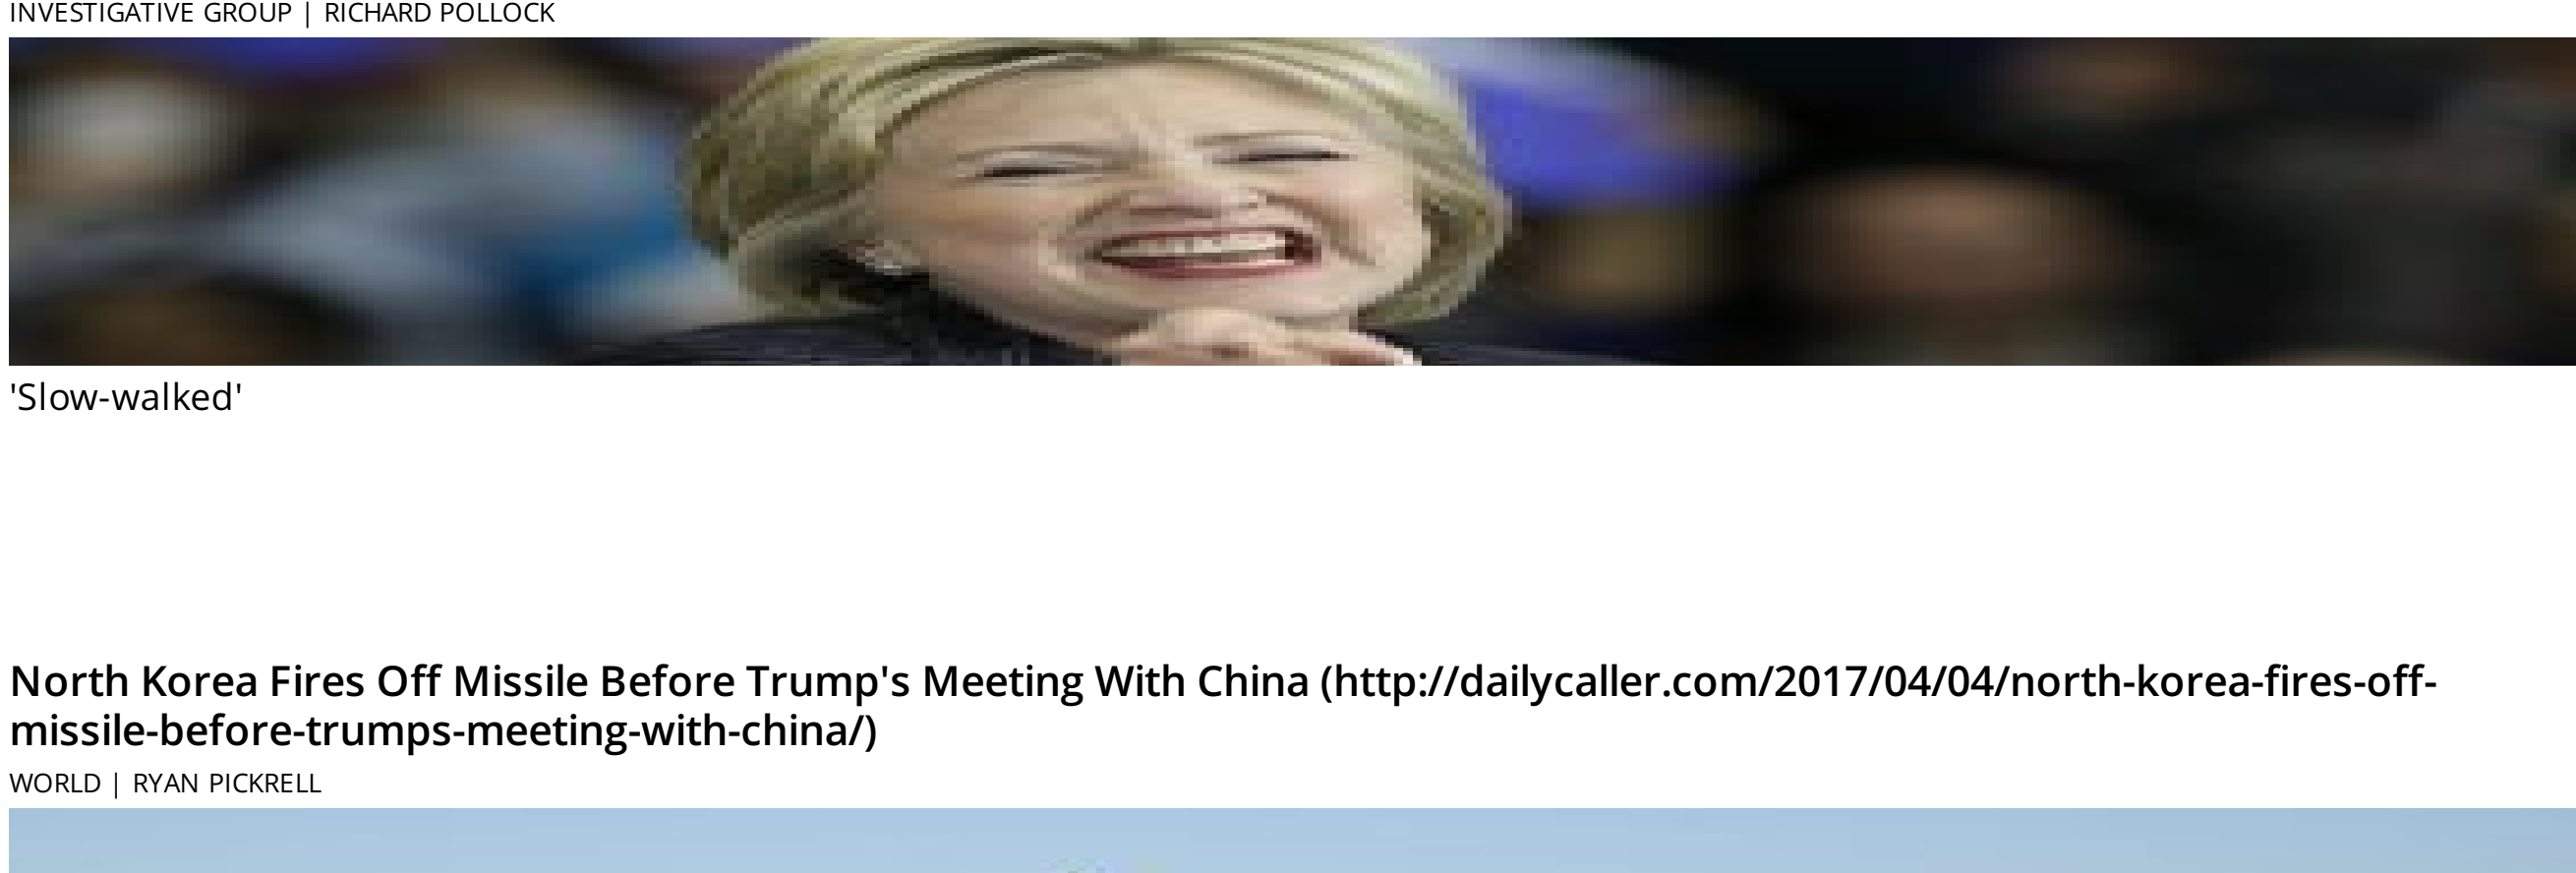 INVESTIGATIVE GROUP | RICHARD POLLOCK
'Slow-walked'
North Korea Fires Off Missile Before Trump's Meeting With China (http://dailycaller.com/2017/04/04/north-korea-fires-off-
missile-before-trumps-meeting-with-china/)
WORLD | RYAN PICKRELL